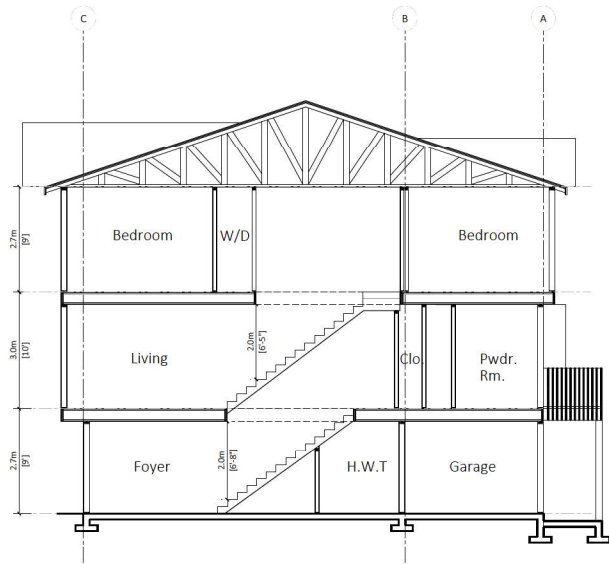 C
B
A
2.7m
[9']
Bedroom
W/D
Bedroom
3.0m
[10']
Living
2.0m
[6'-5"]
Clo.
Pwdr.
Rm.
2.7m
[9']
Foyer
2.0m
[6'-8"]
H.W.T
Garage